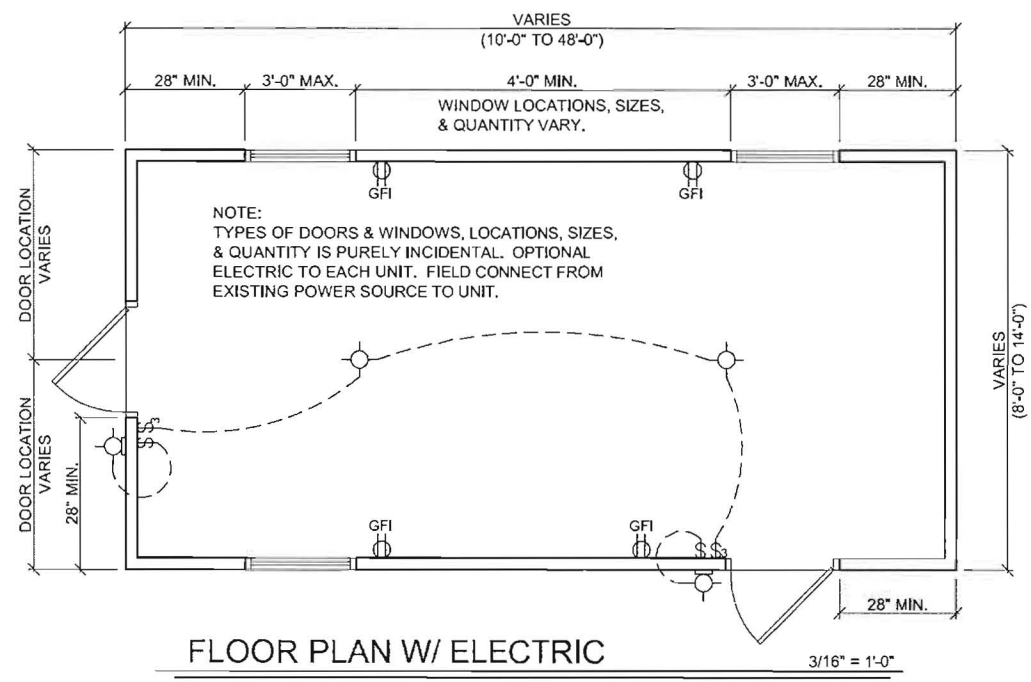 VARIES
(10'-0" TO 48'-0")
28" MIN.
3'-0" MAX.
4'-0" MIN.
3'-0" MAX.
28" MIN.
WINDOW LOCATIONS, SIZES,
& QUANTITY VARY.
GFI
GFI
NOTE:
TYPES OF DOORS & WINDOWS, LOCATIONS, SIZES,
& QUANTITY IS PURELY INCIDENTAL. OPTIONAL
ELECTRIC TO EACH UNIT. FIELD CONNECT FROM
EXISTING POWER SOURCE TO UNIT.
DOOR LOCATION
VARIES
VARIES
(8'-0" TO 14'-0")
DOOR LOCATION
VARIES
28" MIN.
$3
$
GFI
GFI
$ $3
28" MIN.
FLOOR PLAN W/ ELECTRIC
3/16" = 1'-0"